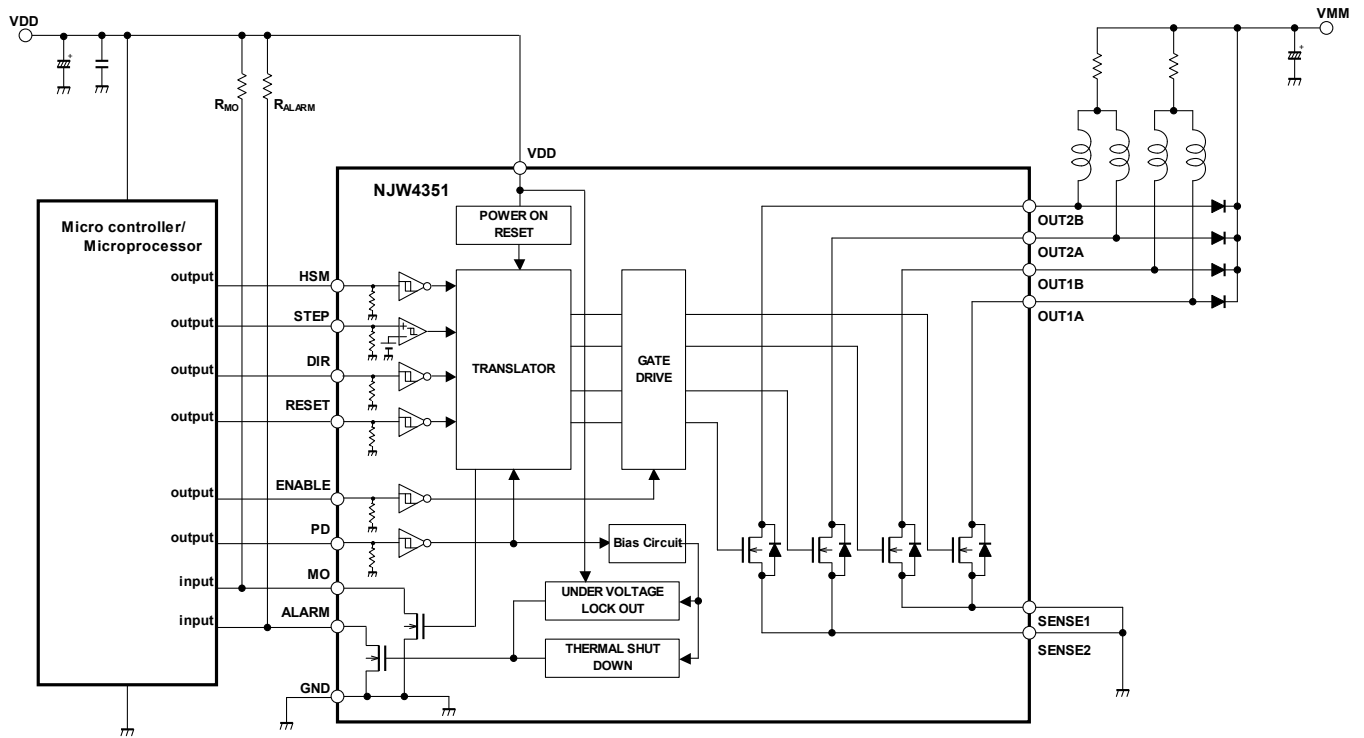 VDD
VMM
R_MO
R_ALARM
VDD
NJW4351
Micro controller/
Microprocessor
POWER ON
RESET
OUT2B
OUT2A
OUT1B
OUT1A
output
HSM
output
STEP
output
DIR
output
RESET
TRANSLATOR
GATE
DRIVE
output
ENABLE
output
PD
Bias Circuit
input
MO
UNDER VOLTAGE
LOCK OUT
input
ALARM
THERMAL SHUT
DOWN
SENSE1
SENSE2
GND
+
+
+